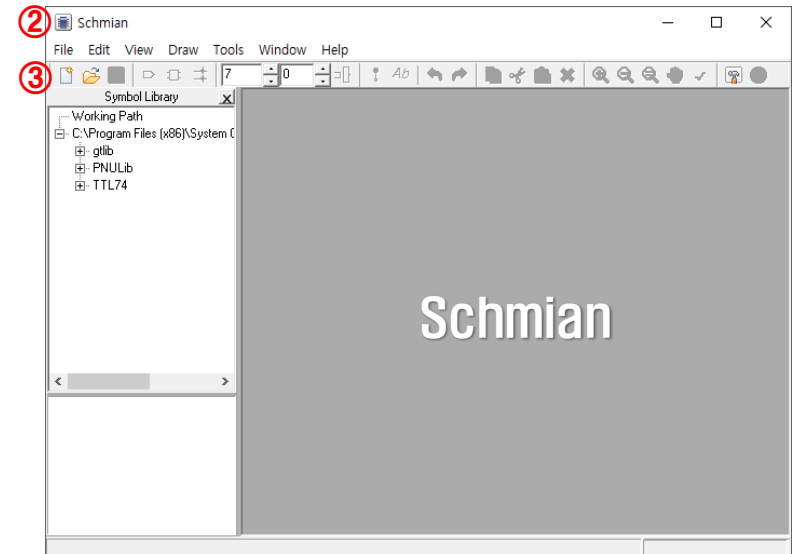 ② Schmian
File Edit View Draw Tools Window Help
③ 7 0 Ab
Symbol Library x
Working Path
C:\Program Files (x86)\System
gtlib
PNULib
TTL74
Schmian